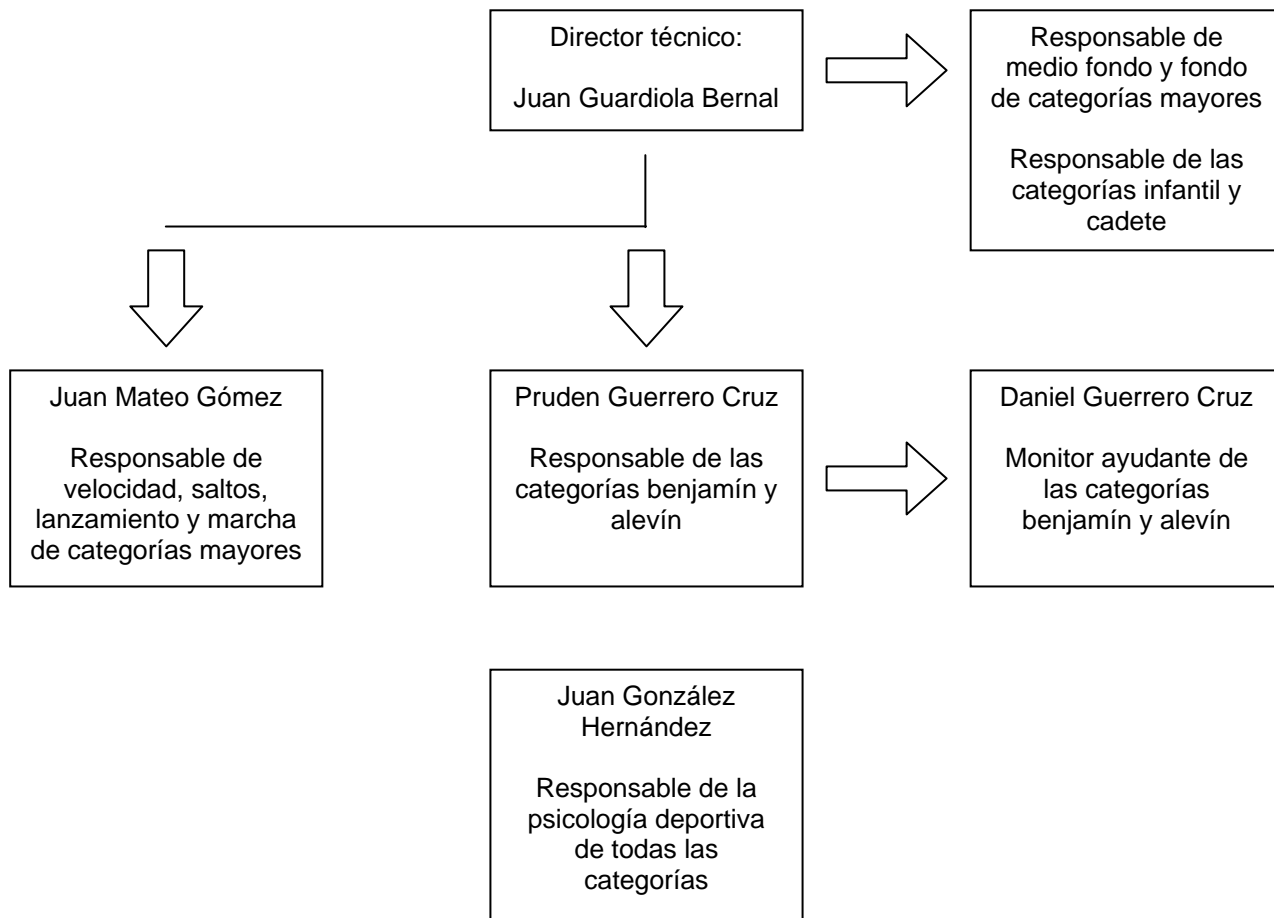 Director técnico:
Juan Guardiola Bernal
Responsable de
medio fondo y fondo
de categorías mayores
Responsable de las
categorías infantil y
cadete
Juan Mateo Gómez
Responsable de
velocidad, saltos,
lanzamiento y marcha
de categorías mayores
Pruden Guerrero Cruz
Responsable de las
categorías benjamín y
alevín
Daniel Guerrero Cruz
Monitor ayudante de
las categorías
benjamín y alevín
Juan González
Hernández
Responsable de la
psicología deportiva
de todas las
categorías